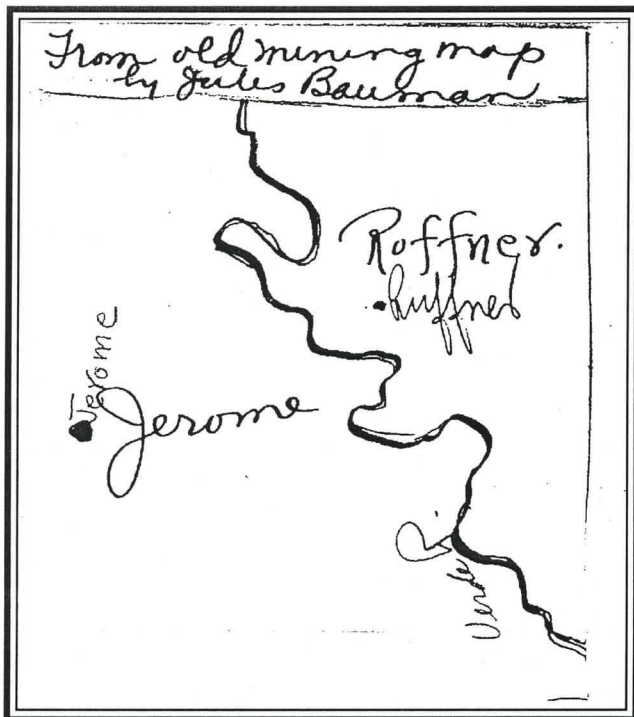 From old mining map
by Jules Bauman
Roffner.
Ruffner
Jerome
Jerome
Verde R.